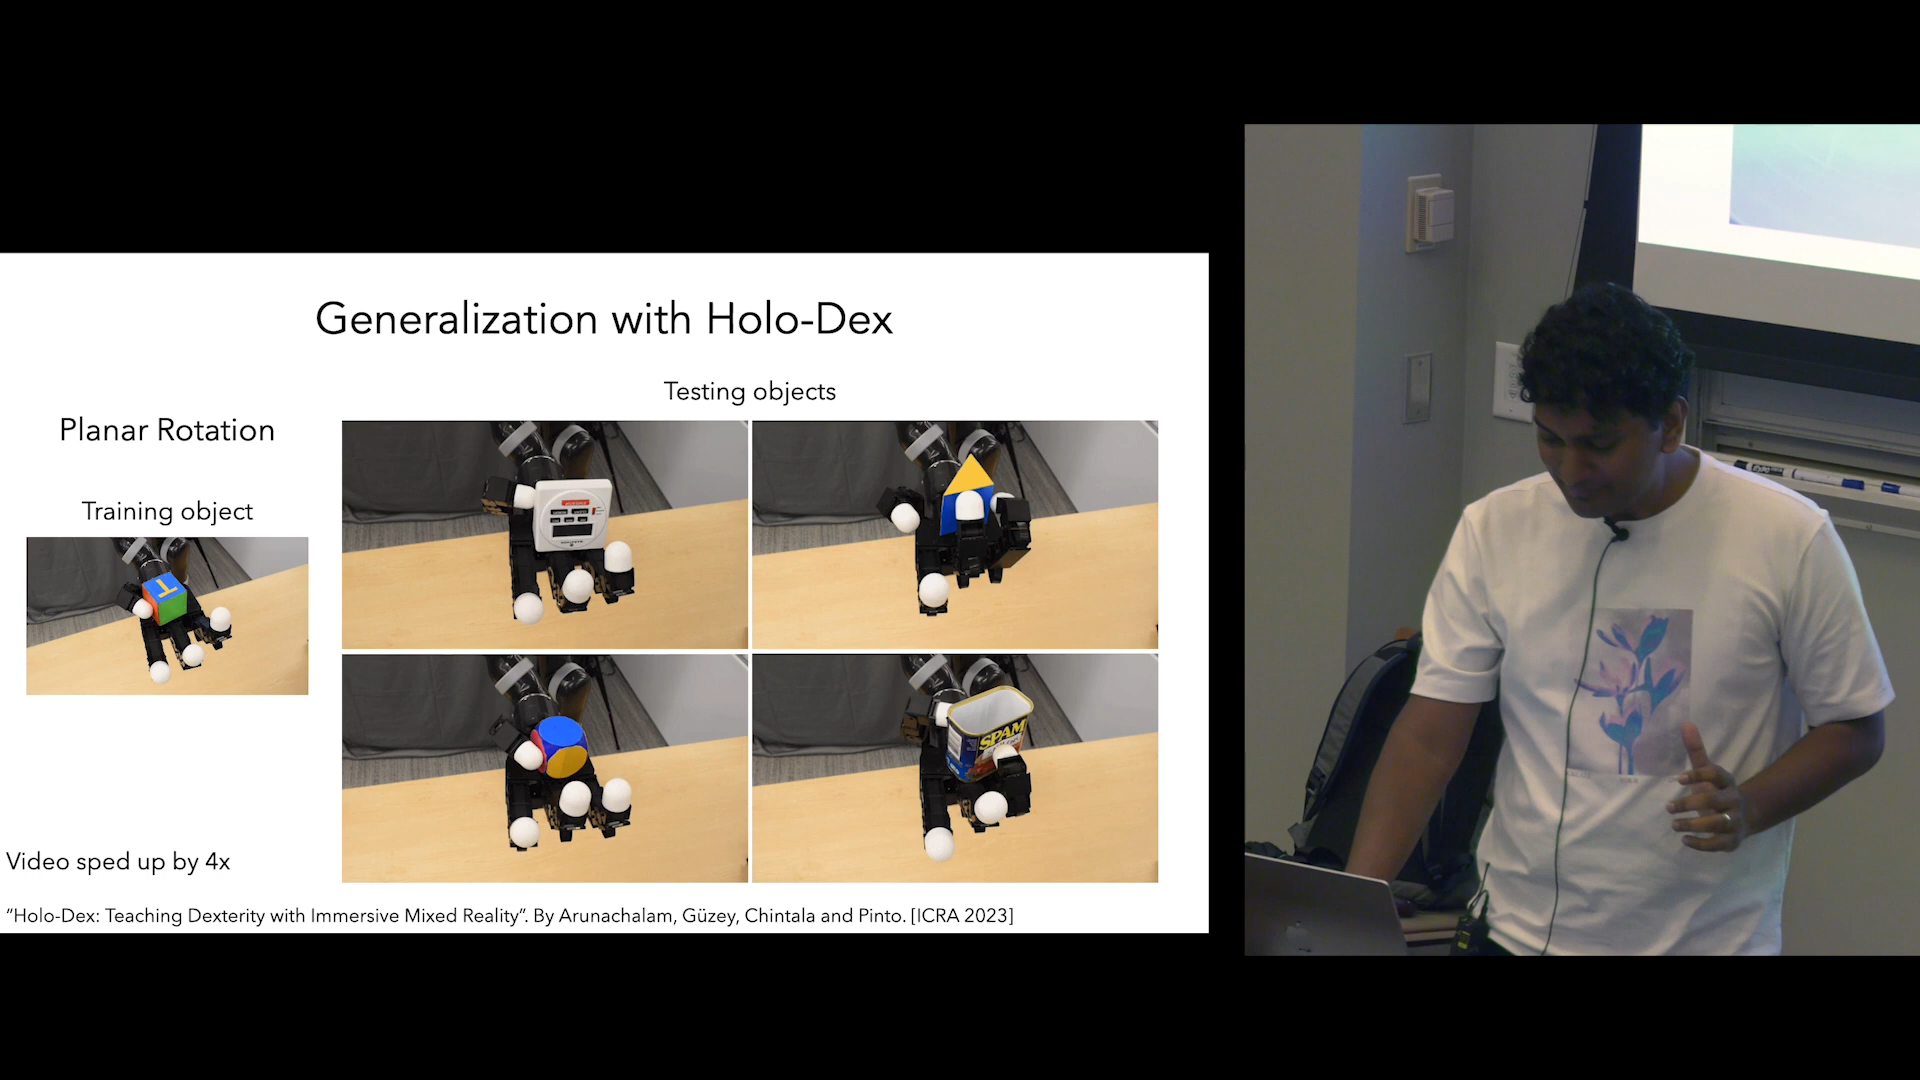 Generalization with Holo-Dex
Testing objects
Planar Rotation
Training object
T
SPAM
Video sped up by 4x
"Holo-Dex: Teaching Dexterity with Immersive Mixed Reality". By Arunachalam, Güzey, Chintala and Pinto. [ICRA 2023]
EXPO